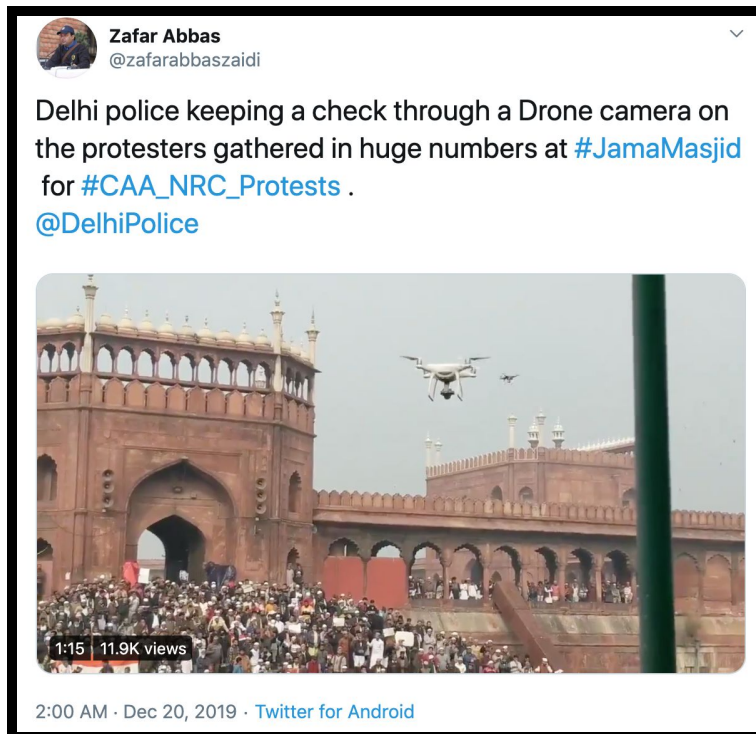 Zafar Abbas
@zafarabbaszaidi
Delhi police keeping a check through a Drone camera on
the protesters gathered in huge numbers at #JamaMasjid
for #CAA_NRC_Protests .
@DelhiPolice
1:15 11.9K views
2:00 AM · Dec 20, 2019 · Twitter for Android